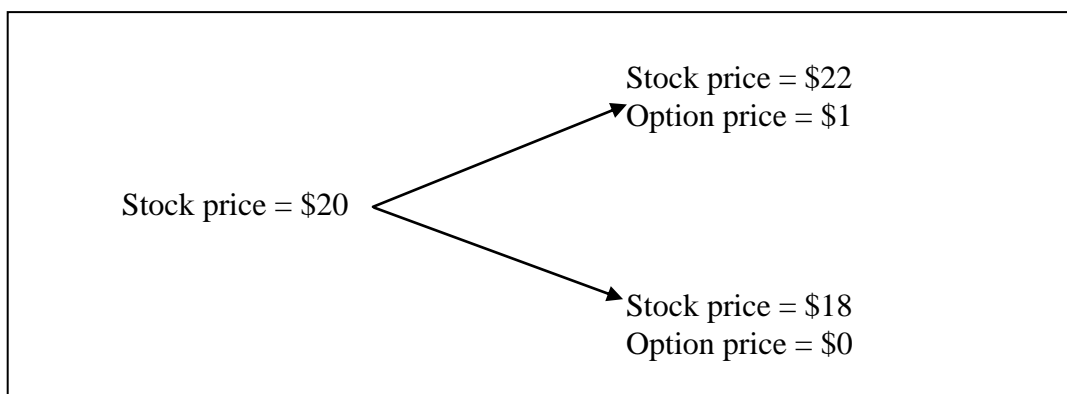 Stock price = $22
Option price = $1
Stock price = $20
Stock price = $18
Option price = $0